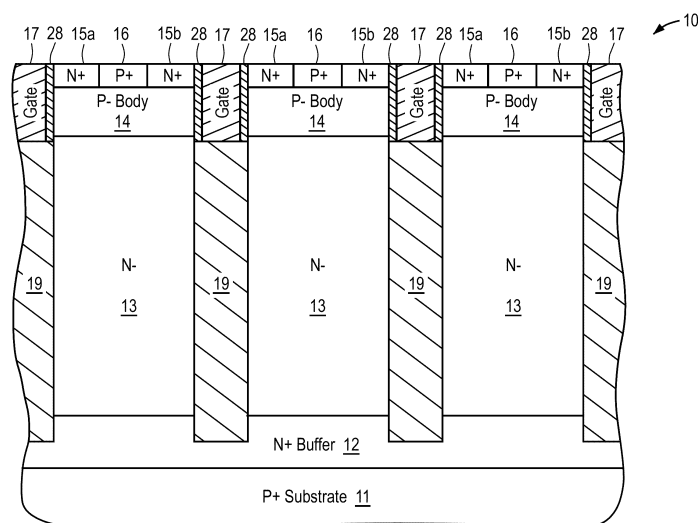 10
17 28 15a 16 15b 28 17 28 15a 16 15b 28 17 28 15a 16 15b 28 17
Gate N+ P+ N+ Gate N+ P+ N+ Gate N+ P+ N+ Gate
P- Body P- Body P- Body
14 14 14
N- N- N-
19 19 19 19
13 13 13
N+ Buffer 12
P+ Substrate 11